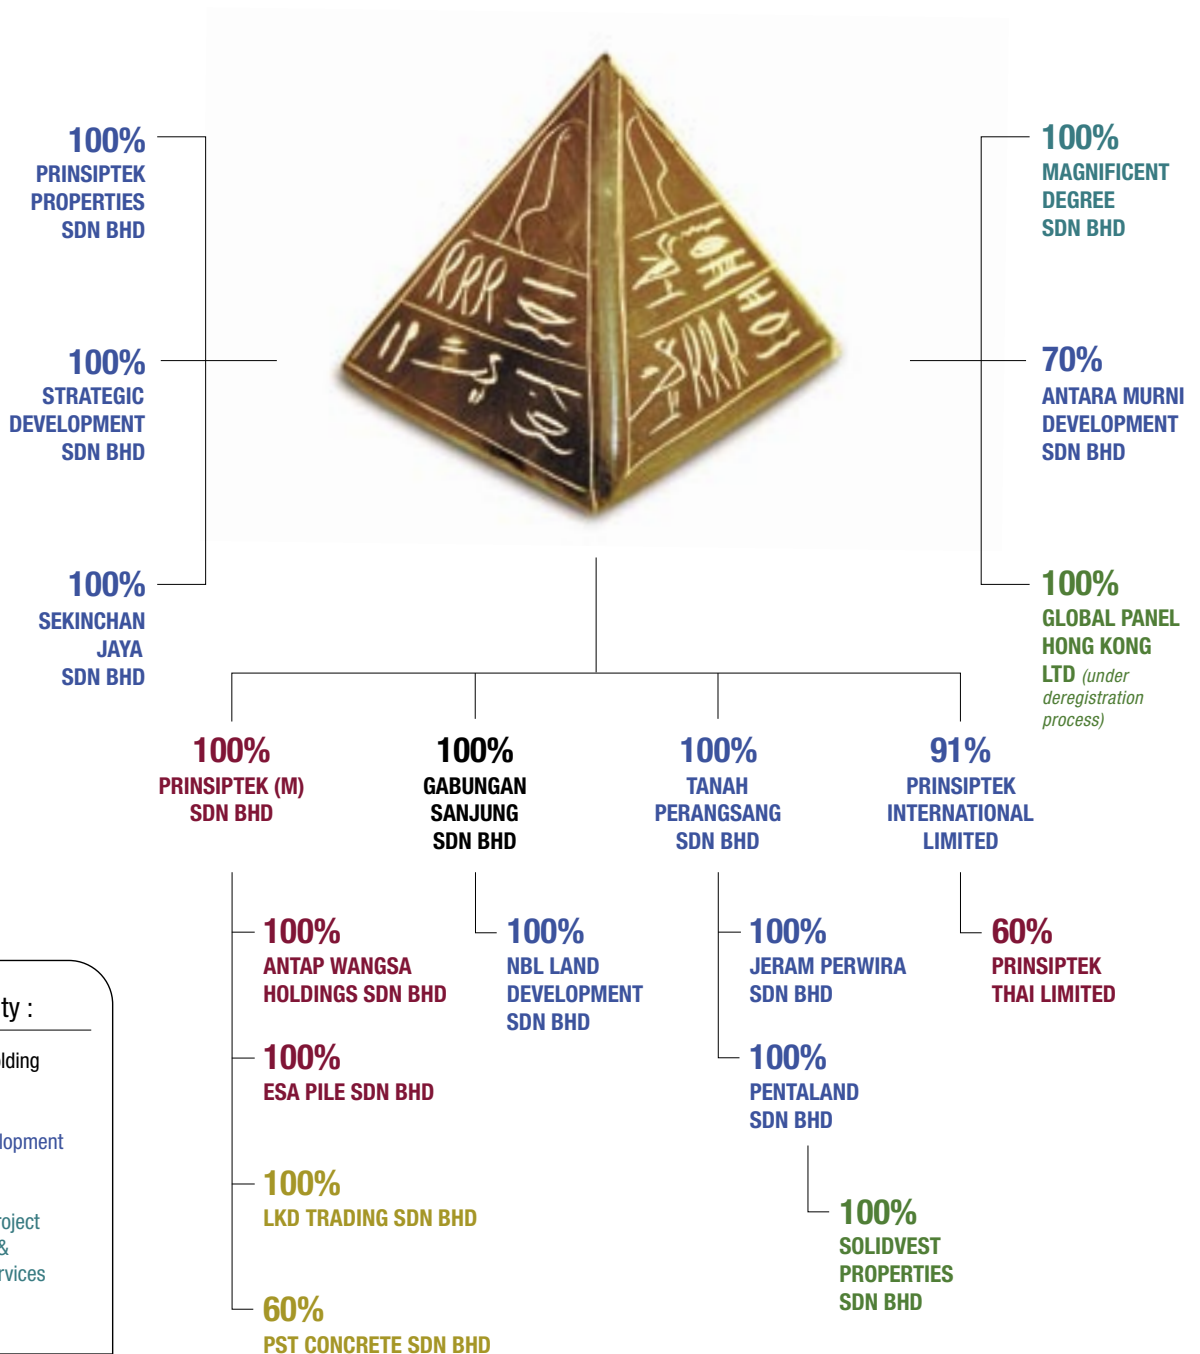 100%
PRINSIPTEK
PROPERTIES
SDN BHD
100%
STRATEGIC
DEVELOPMENT
SDN BHD
100%
SEKINCHAN
JAYA
SDN BHD
100%
MAGNIFICENT
DEGREE
SDN BHD
70%
ANTARA MURNI
DEVELOPMENT
SDN BHD
100%
GLOBAL PANEL
HONG KONG
LTD (under
deregistration
process)
100%
PRINSIPTEK (M)
SDN BHD
100%
ANTAP WANGSA
HOLDINGS SDN BHD
100%
ESA PILE SDN BHD
100%
LKD TRADING SDN BHD
60%
PST CONCRETE SDN BHD
100%
GABUNGAN
SANJUNG
SDN BHD
100%
NBL LAND
DEVELOPMENT
SDN BHD
100%
TANAH
PERANGSANG
SDN BHD
100%
JERAM PERWIRA
SDN BHD
100%
PENTALAND
SDN BHD
100%
SOLIDVEST
PROPERTIES
SDN BHD
91%
PRINSIPTEK
INTERNATIONAL
LIMITED
60%
PRINSIPTEK
THAI LIMITED
ty :
lding
lopment
roject
&
rvices